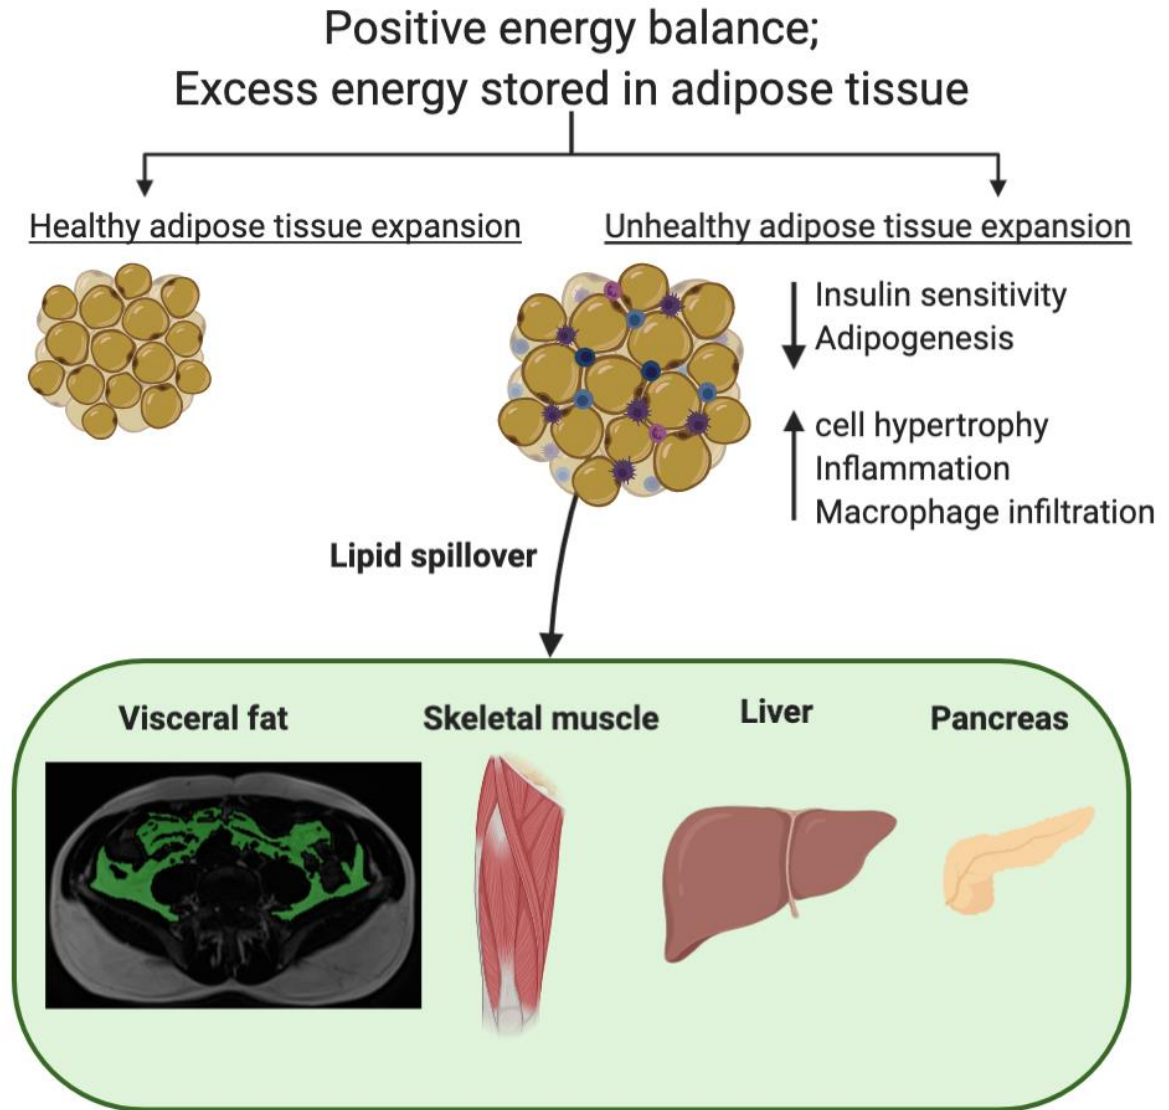 Positive energy balance;
Excess energy stored in adipose tissue
Healthy adipose tissue expansion
Unhealthy adipose tissue expansion
Insulin sensitivity
Adipogenesis
cell hypertrophy
Inflammation
Macrophage infiltration
Lipid spillover
Visceral fat
Skeletal muscle
Liver
Pancreas